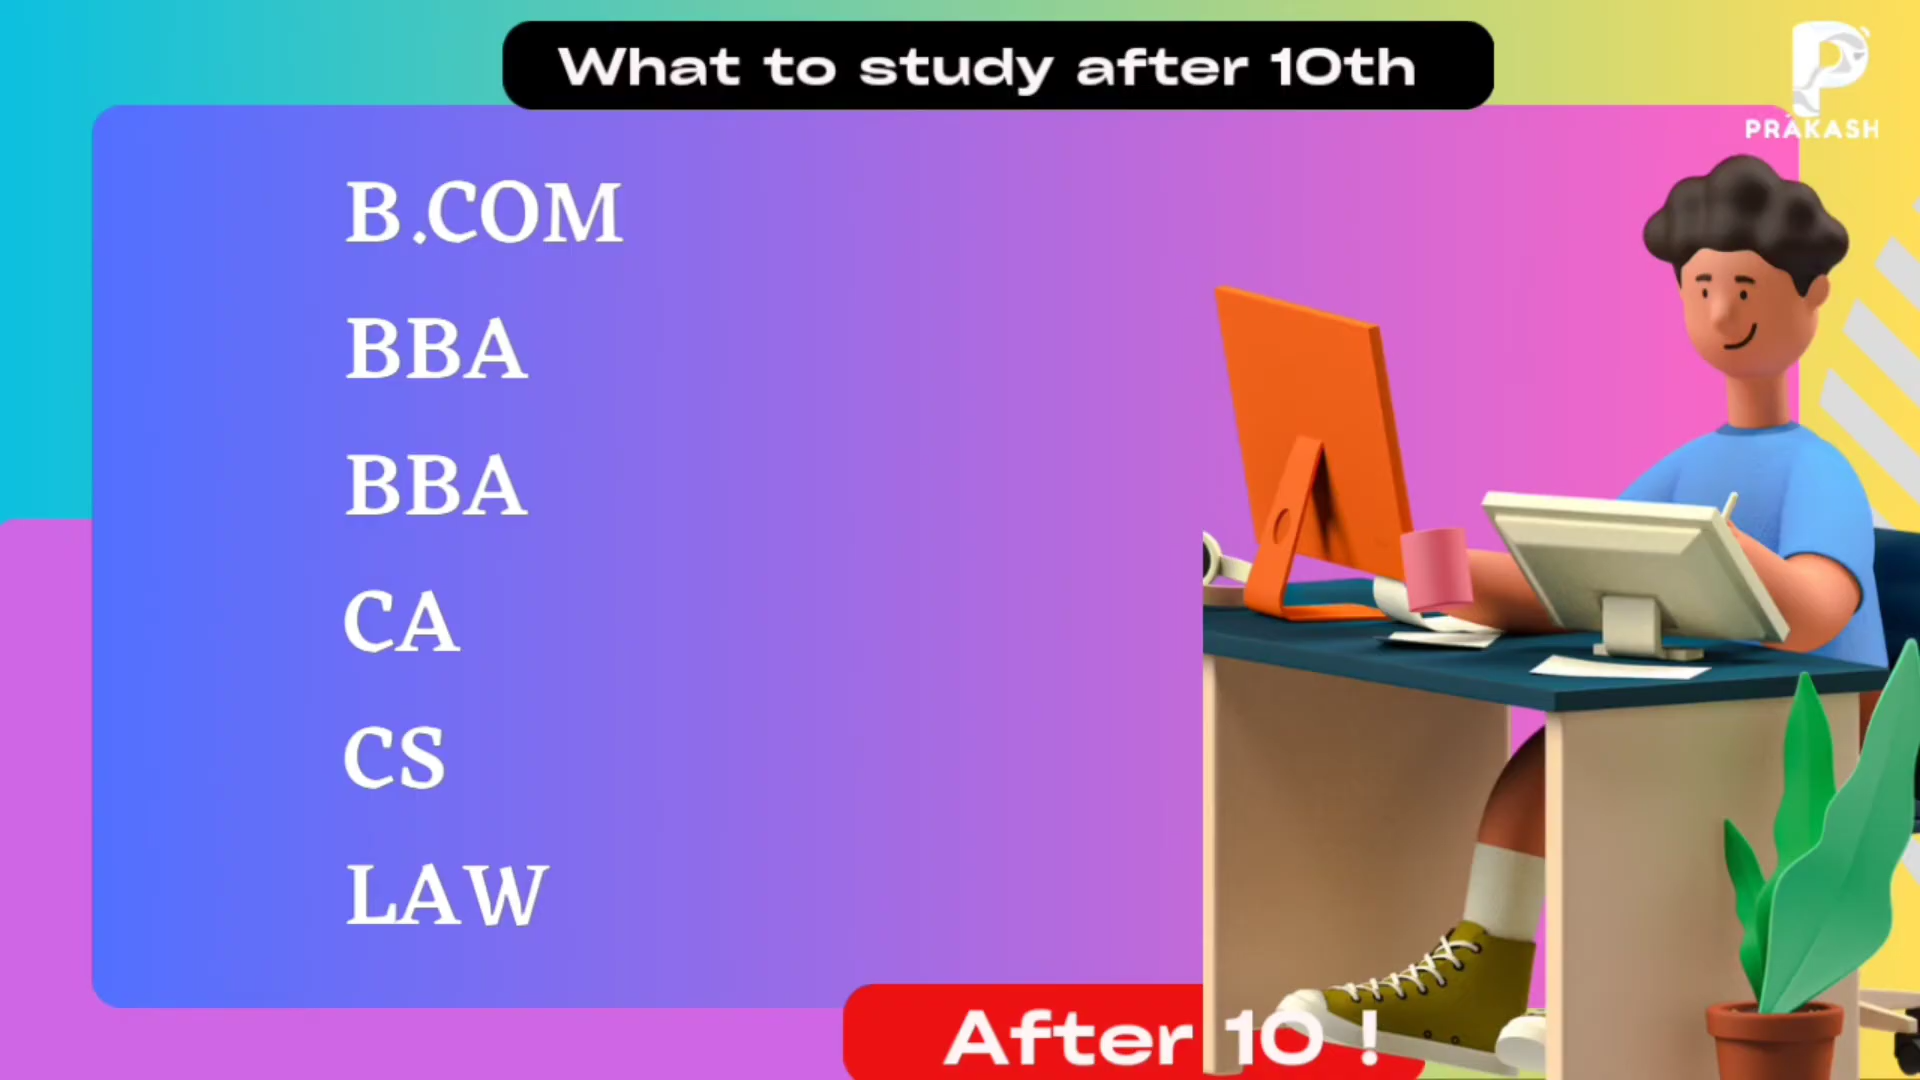 What to study after 10th
PRAKASH
B.COM
BBA
BBA
CA
CS
LAW
After 10 !